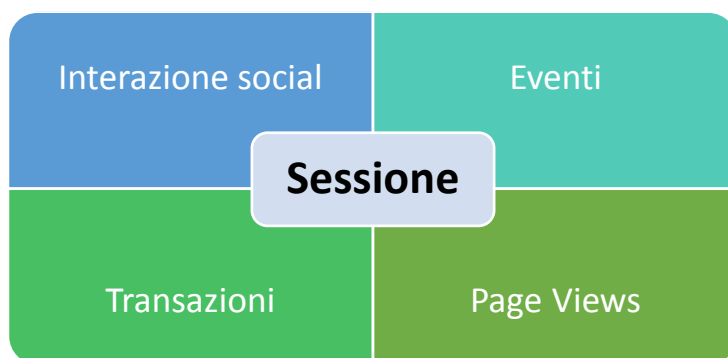 Interazione social
Eventi
Sessione
Transazioni
Page Views